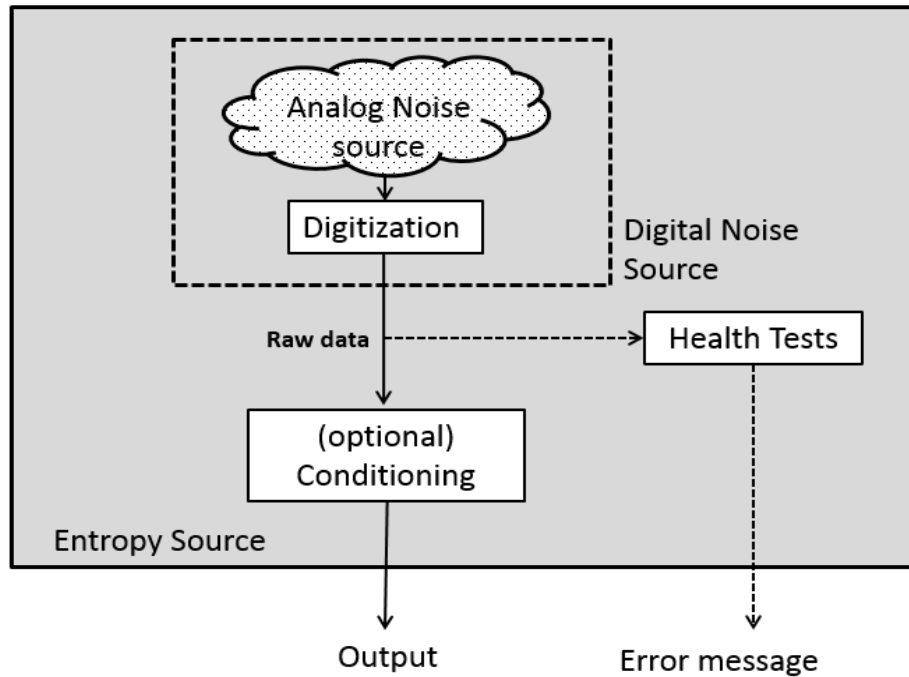 Analog Noise
source
Digitization
Digital Noise
Source
Raw data
Health Tests
(optional)
Conditioning
Entropy Source
Output
Error message